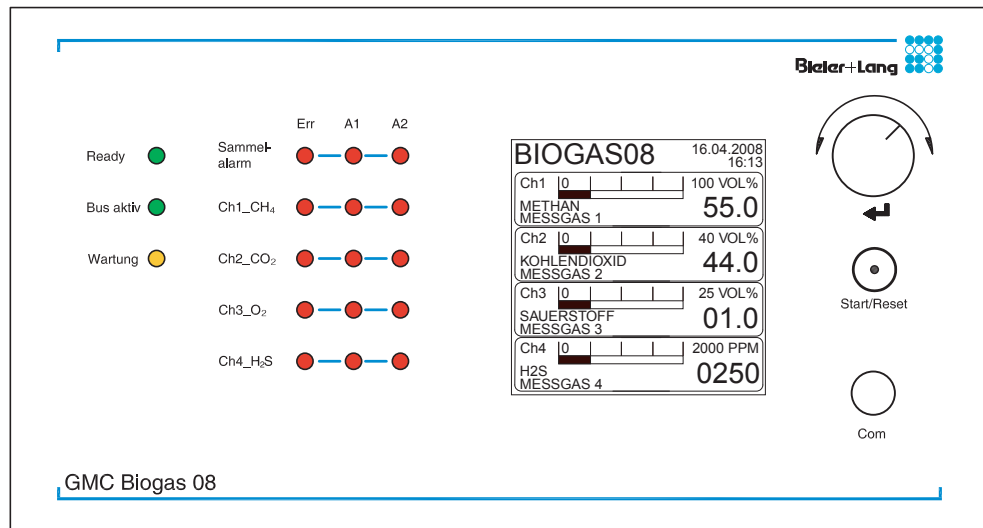 Bieler+Lang
Err A1 A2
Ready
Sammel-
alarm
Bus aktiv
Ch1_CH₄
Wartung
Ch2_CO₂
Ch3_O₂
Ch4_H₂S
BIOGAS08
16.04.2008
16:13
Ch1 0 100 VOL%
METHAN
MESSGAS 1
55.0
Ch2 0 40 VOL%
KOHLENDIOXID
MESSGAS 2
44.0
Ch3 0 25 VOL%
SAUERSTOFF
MESSGAS 3
01.0
Ch4 0 2000 PPM
H2S
MESSGAS 4
0250
Start/Reset
Com
GMC Biogas 08